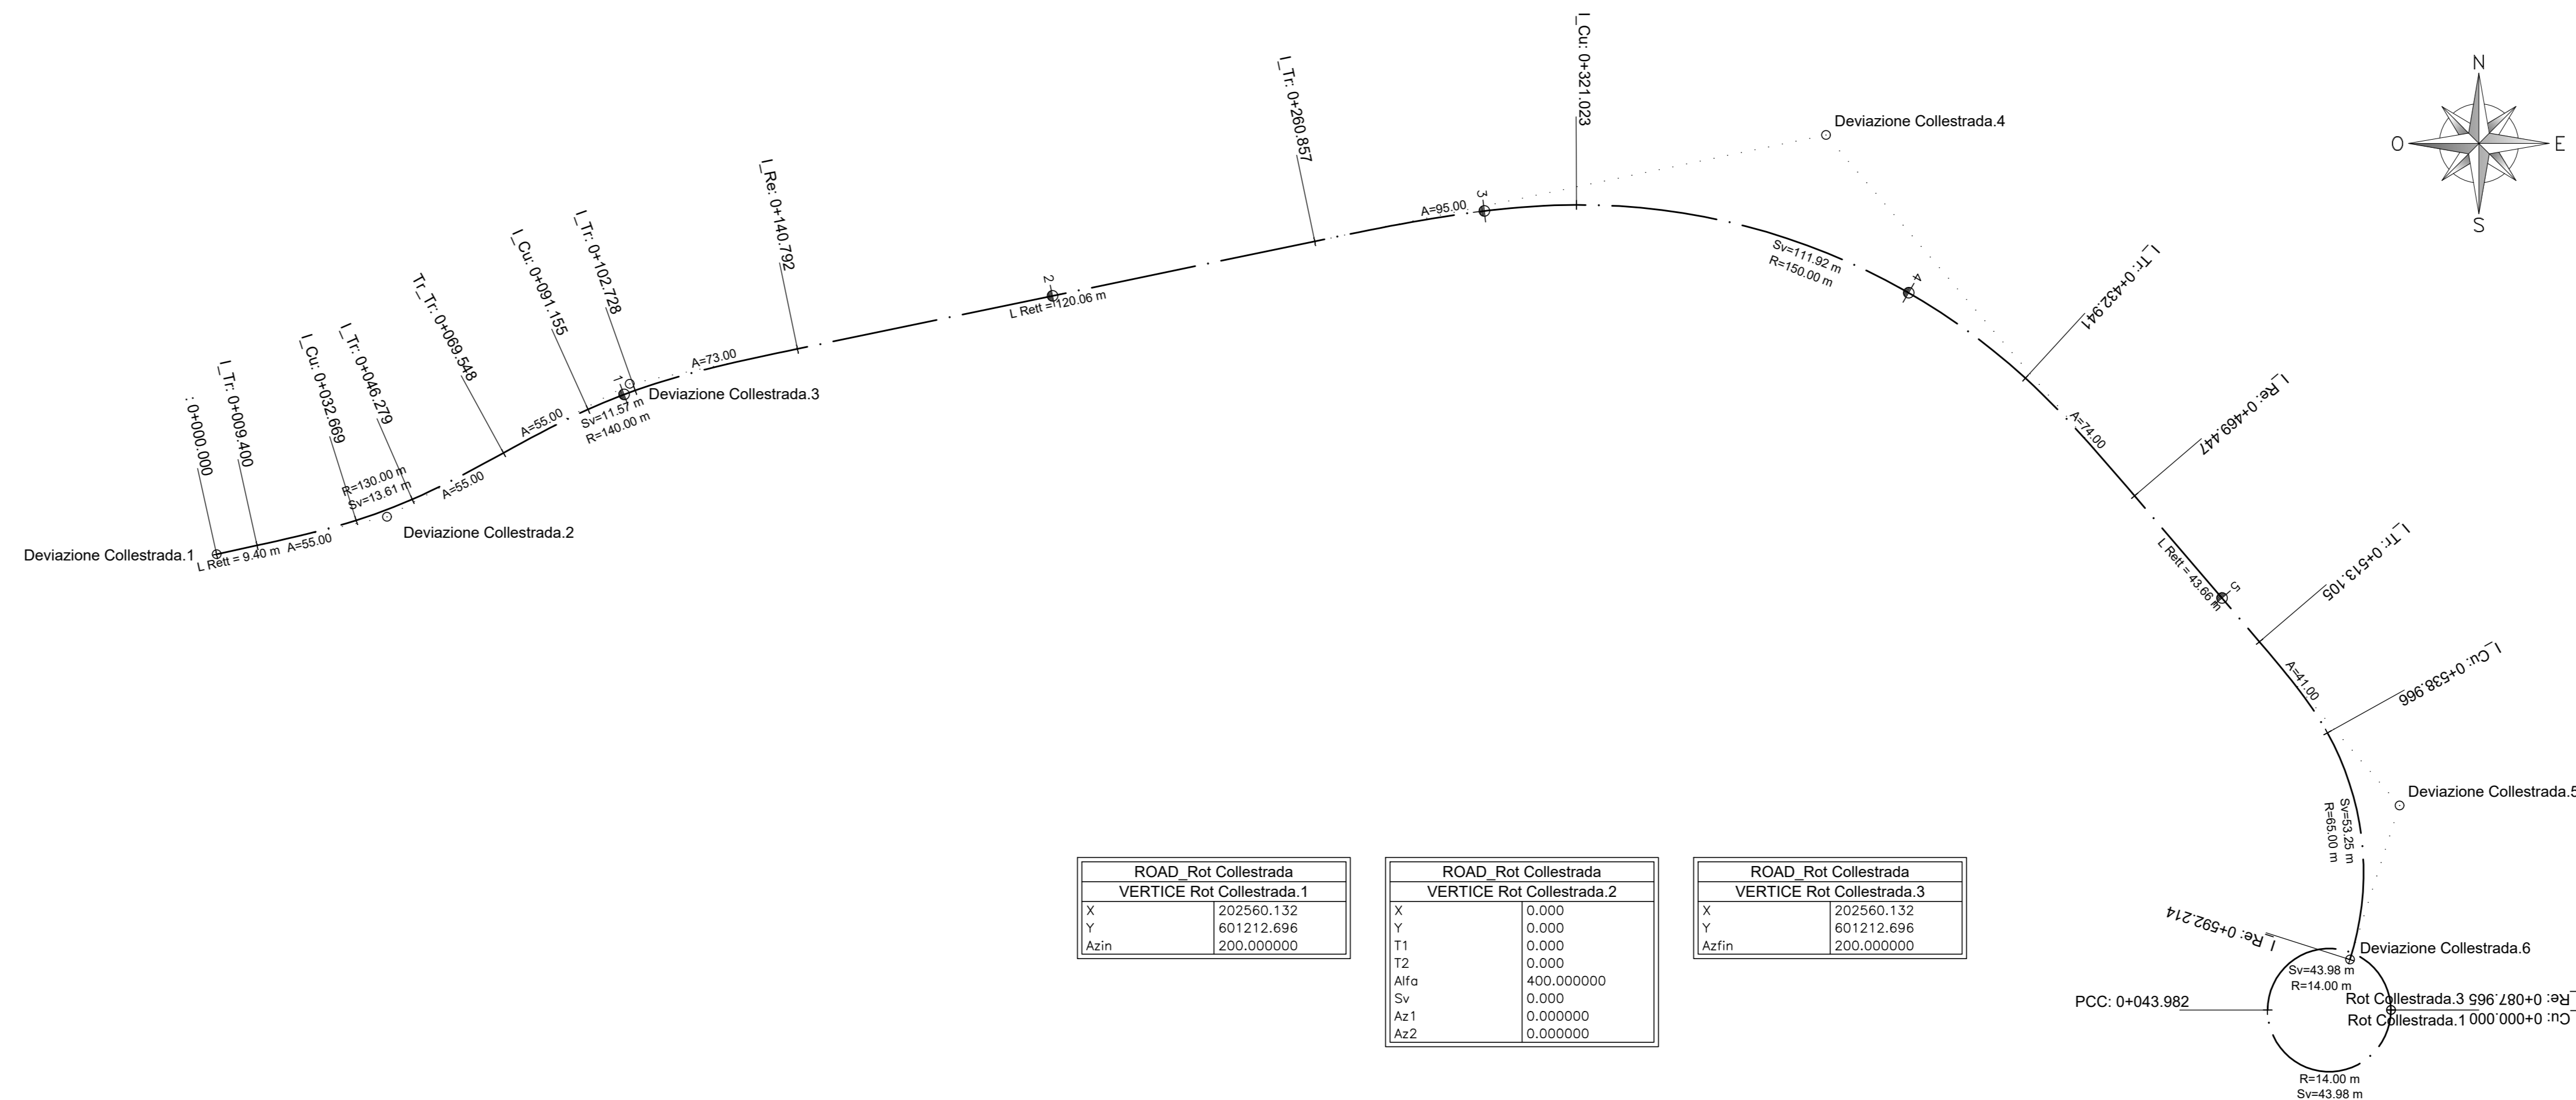 : 0+000.000
I_Tr: 0+009.400
I_Cu: 0+032.669
I_Tr: 0+046.279
Tr_Tr: 0+069.548
I_Cu: 0+091.155
I_Tr: 0+102.728
I_Re: 0+140.792
I_Tr: 0+260.857
I_Cu: 0+321.023
I_Tr: 0+432.941
I_Re: 0+469.447
I_Tr: 0+513.105
I_Cu: 0+538.966
I_Re: 0+592.214
N
O
E
S
Deviazione Collestrada.1
L Rett = 9.40 m
A=55.00
R=130.00 m
Sv=13.61 m
Deviazione Collestrada.2
A=55.00
A=55.00
1
Sv=11.57 m
R=140.00 m
Deviazione Collestrada.3
A=73.00
2
L Rett = 120.06 m
A=95.00
3
Deviazione Collestrada.4
Sv=111.92 m
R=150.00 m
4
A=74.00
L Rett = 43.66 m
5
A=41.00
Deviazione Collestrada.5
Sv=53.25 m
R=65.00 m
Deviazione Collestrada.6
Sv=43.98 m
R=14.00 m
PCC: 0+043.982
Rot Collestrada.3
_Re: 0+087.965
Rot Collestrada.1
Cu: 0+000.000
R=14.00 m
Sv=43.98 m
ROAD_Rot Collestrada
VERTICE Rot Collestrada.1
X 202560.132
Y 601212.696
Azin 200.000000
ROAD_Rot Collestrada
VERTICE Rot Collestrada.2
X 0.000
Y 0.000
T1 0.000
T2 0.000
Alfa 400.000000
Sv 0.000
Az1 0.000000
Az2 0.000000
ROAD_Rot Collestrada
VERTICE Rot Collestrada.3
X 202560.132
Y 601212.696
Azfin 200.000000